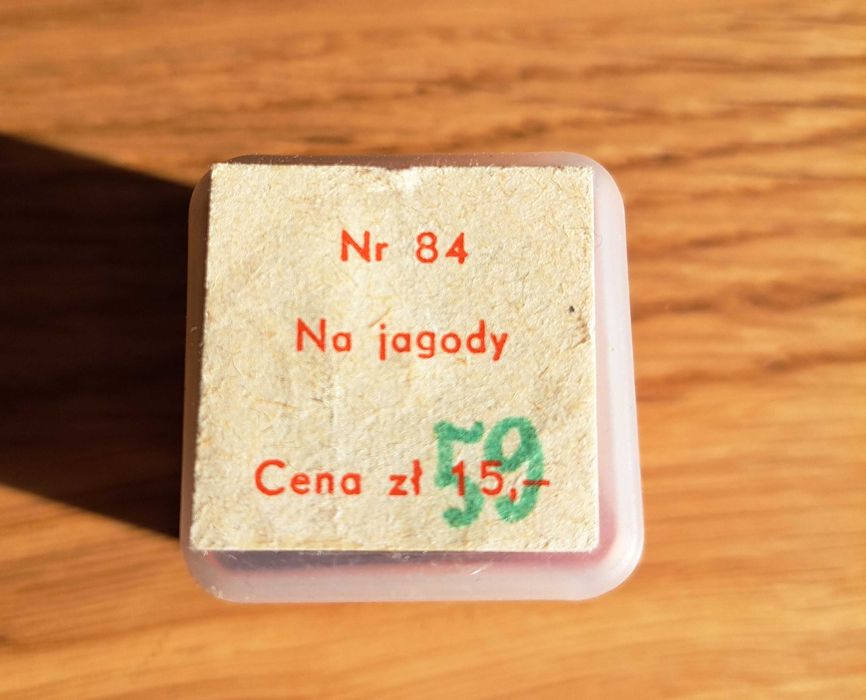 Nr 84
Na jagody
59
Cena zł 15,–